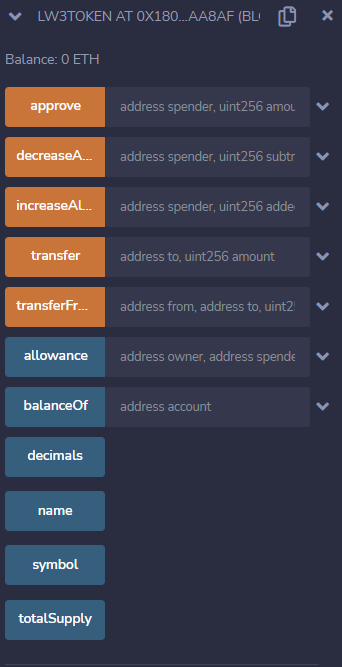 LW3TOKEN AT 0X180...AA8AF (BLC
Balance: 0 ETH
approve address spender, uint256 amou
decreaseA... address spender, uint256 subtr
increaseAl... address spender, uint256 adde
transfer address to, uint256 amount
transferFr... address from, address to, uint2
allowance address owner, address spende
balanceOf address account
decimals
name
symbol
totalSupply